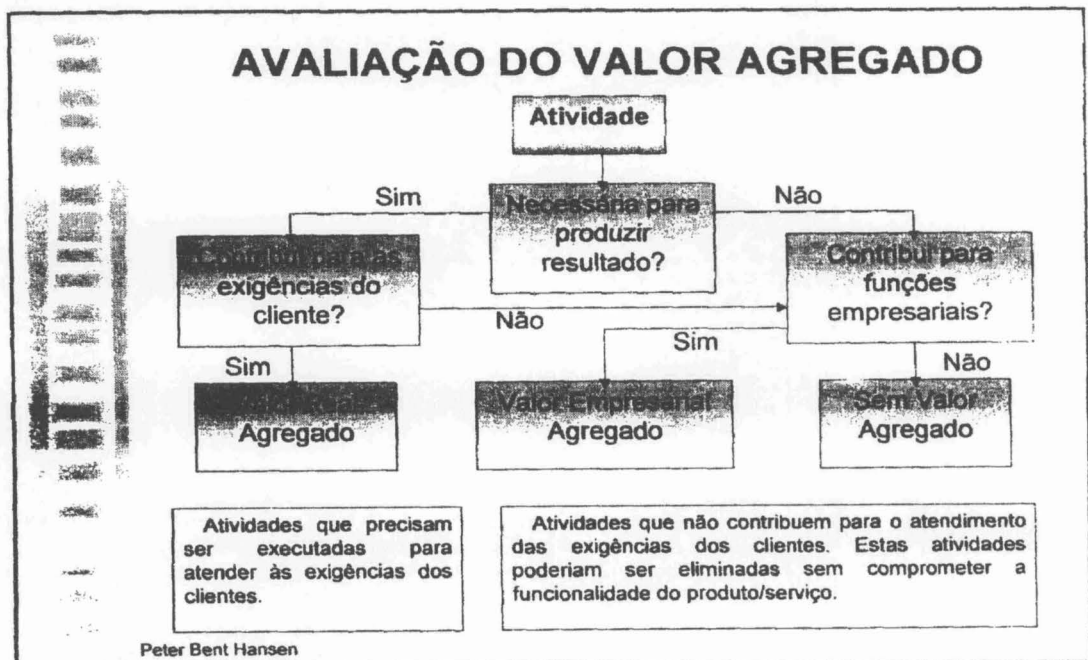 AVALIAÇÃO DO VALOR AGREGADO
Atividade
Sim
Necessária para
produzir
resultado?
Não
Contribui para as
exigências do
cliente?
Contribui para
funções
empresariais?
Não
Sim
Sim
Não
Agregado
Valor Empresarial
Agregado
Sem Valor
Agregado
Atividades que precisam
ser executadas para
atender às exigências dos
clientes.
Atividades que não contribuem para o atendimento
das exigências dos clientes. Estas atividades
poderiam ser eliminadas sem comprometer a
funcionalidade do produto/serviço.
Peter Bent Hansen